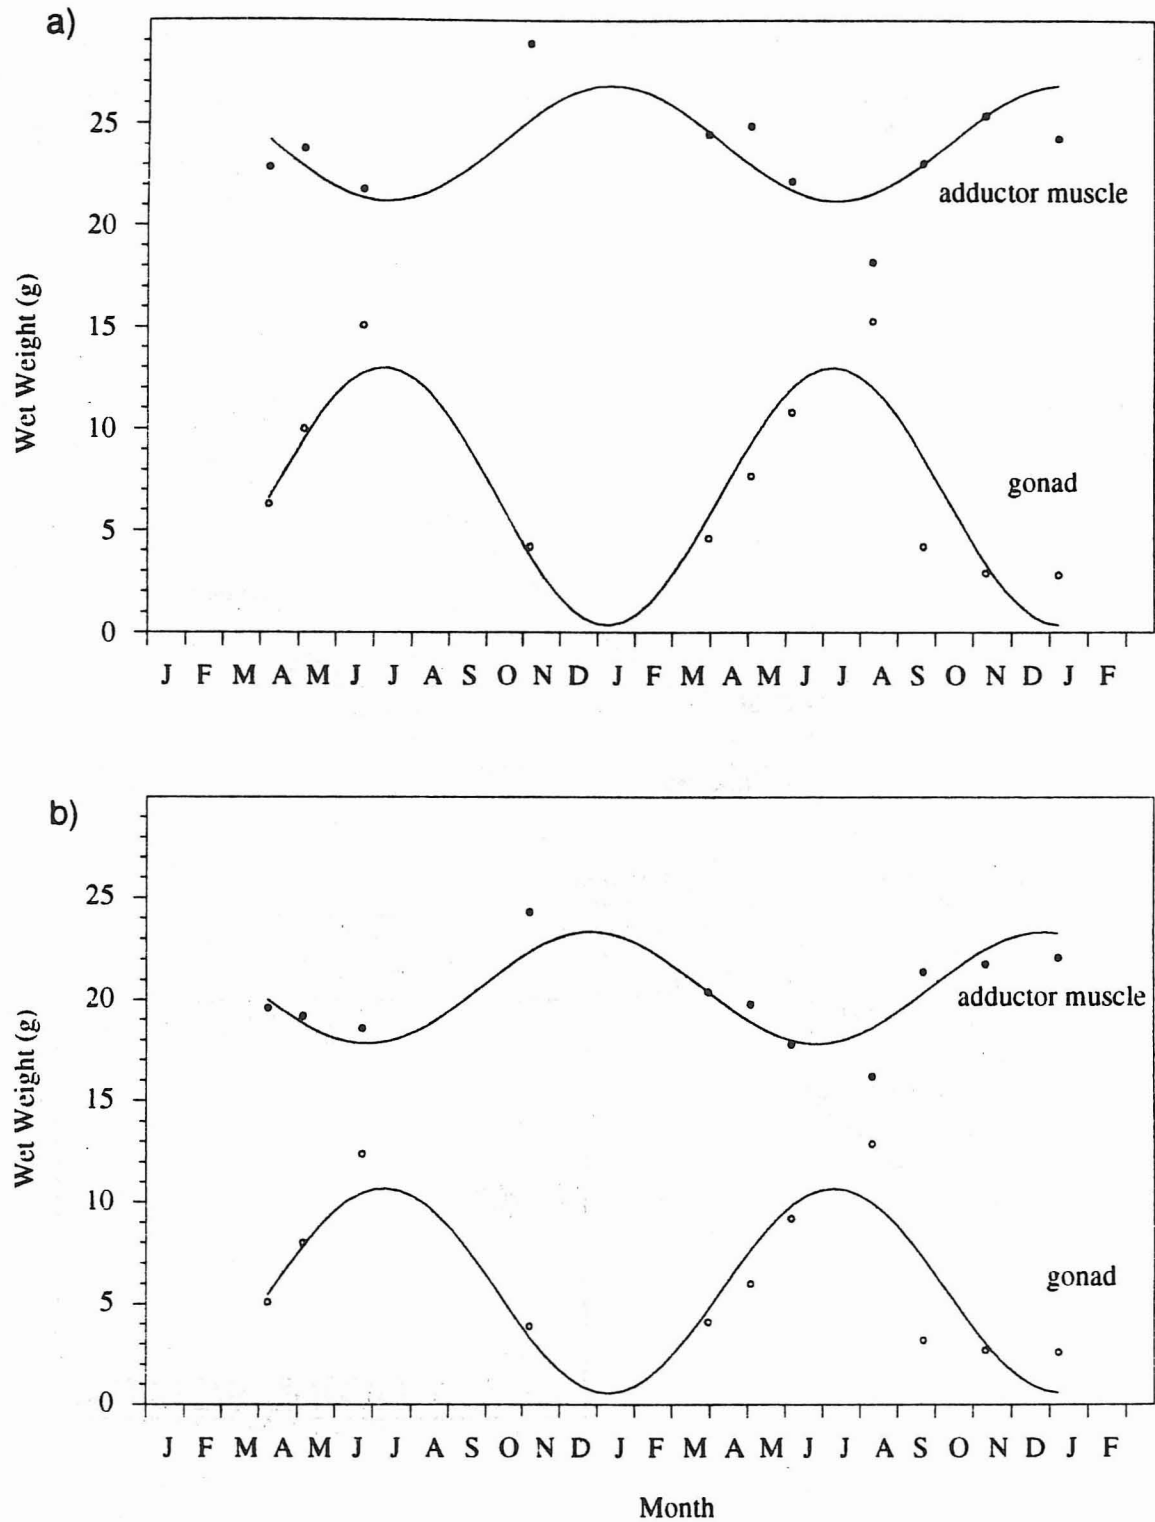 a)
25
20
15
10
5
0
Wet Weight (g)
adductor muscle
gonad
J F M A M J J A S O N D J F M A M J J A S O N D J F
b)
25
20
15
10
5
0
Wet Weight (g)
adductor muscle
gonad
J F M A M J J A S O N D J F M A M J J A S O N D J F
Month